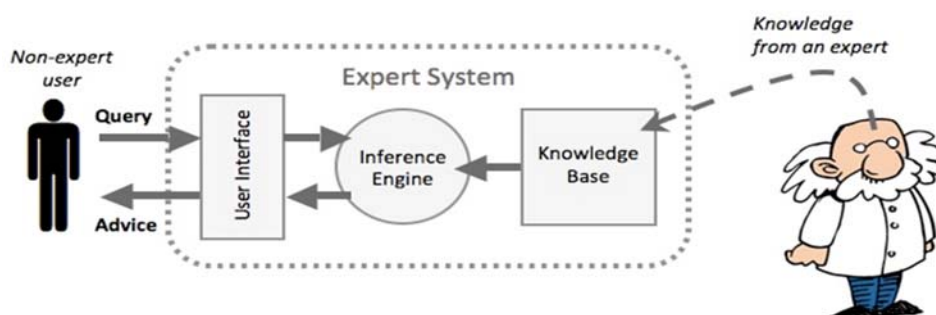 Knowledge
from an expert
Non-expert
user
Expert System
Query
User Interface
Inference
Engine
Knowledge
Base
Advice